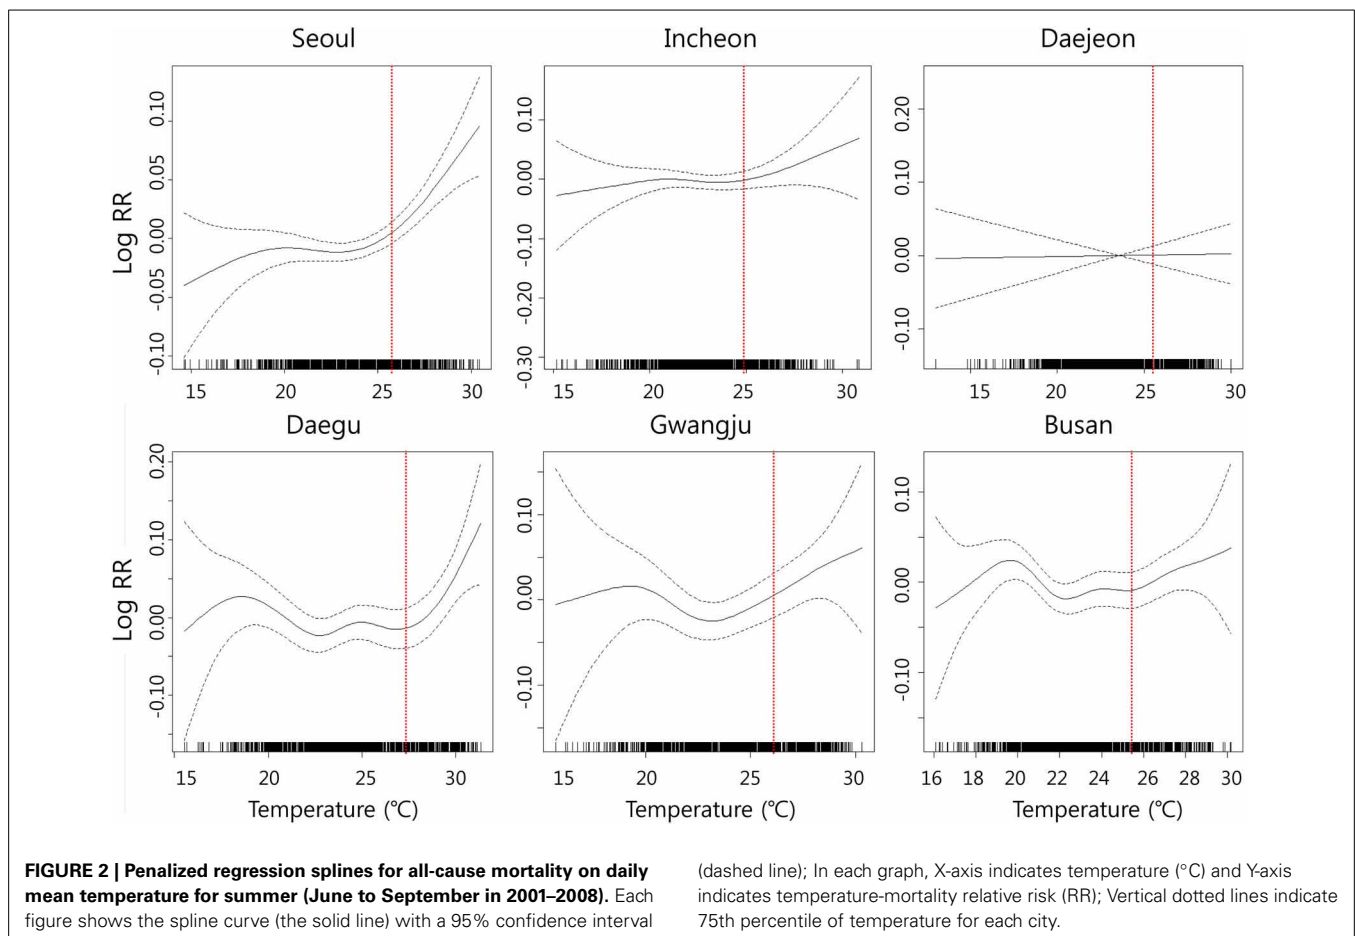 Seoul
Incheon
Daejeon
Log RR
0.10
0.05
0.00
-0.05
-0.10
15 20 25 30
0.10
0.00
-0.10
-0.20
-0.30
15 20 25 30
0.20
0.10
0.00
-0.10
15 20 25 30
Daegu
Gwangju
Busan
Log RR
0.20
0.10
0.00
-0.10
15 20 25 30
Temperature (℃)
0.10
0.00
-0.10
15 20 25 30
Temperature (℃)
0.10
0.00
-0.10
16 18 20 22 24 26 28 30
Temperature (℃)
FIGURE 2 | Penalized regression splines for all-cause mortality on daily
mean temperature for summer (June to September in 2001–2008). Each
figure shows the spline curve (the solid line) with a 95% confidence interval
(dashed line); In each graph, X-axis indicates temperature (°C) and Y-axis
indicates temperature-mortality relative risk (RR); Vertical dotted lines indicate
75th percentile of temperature for each city.